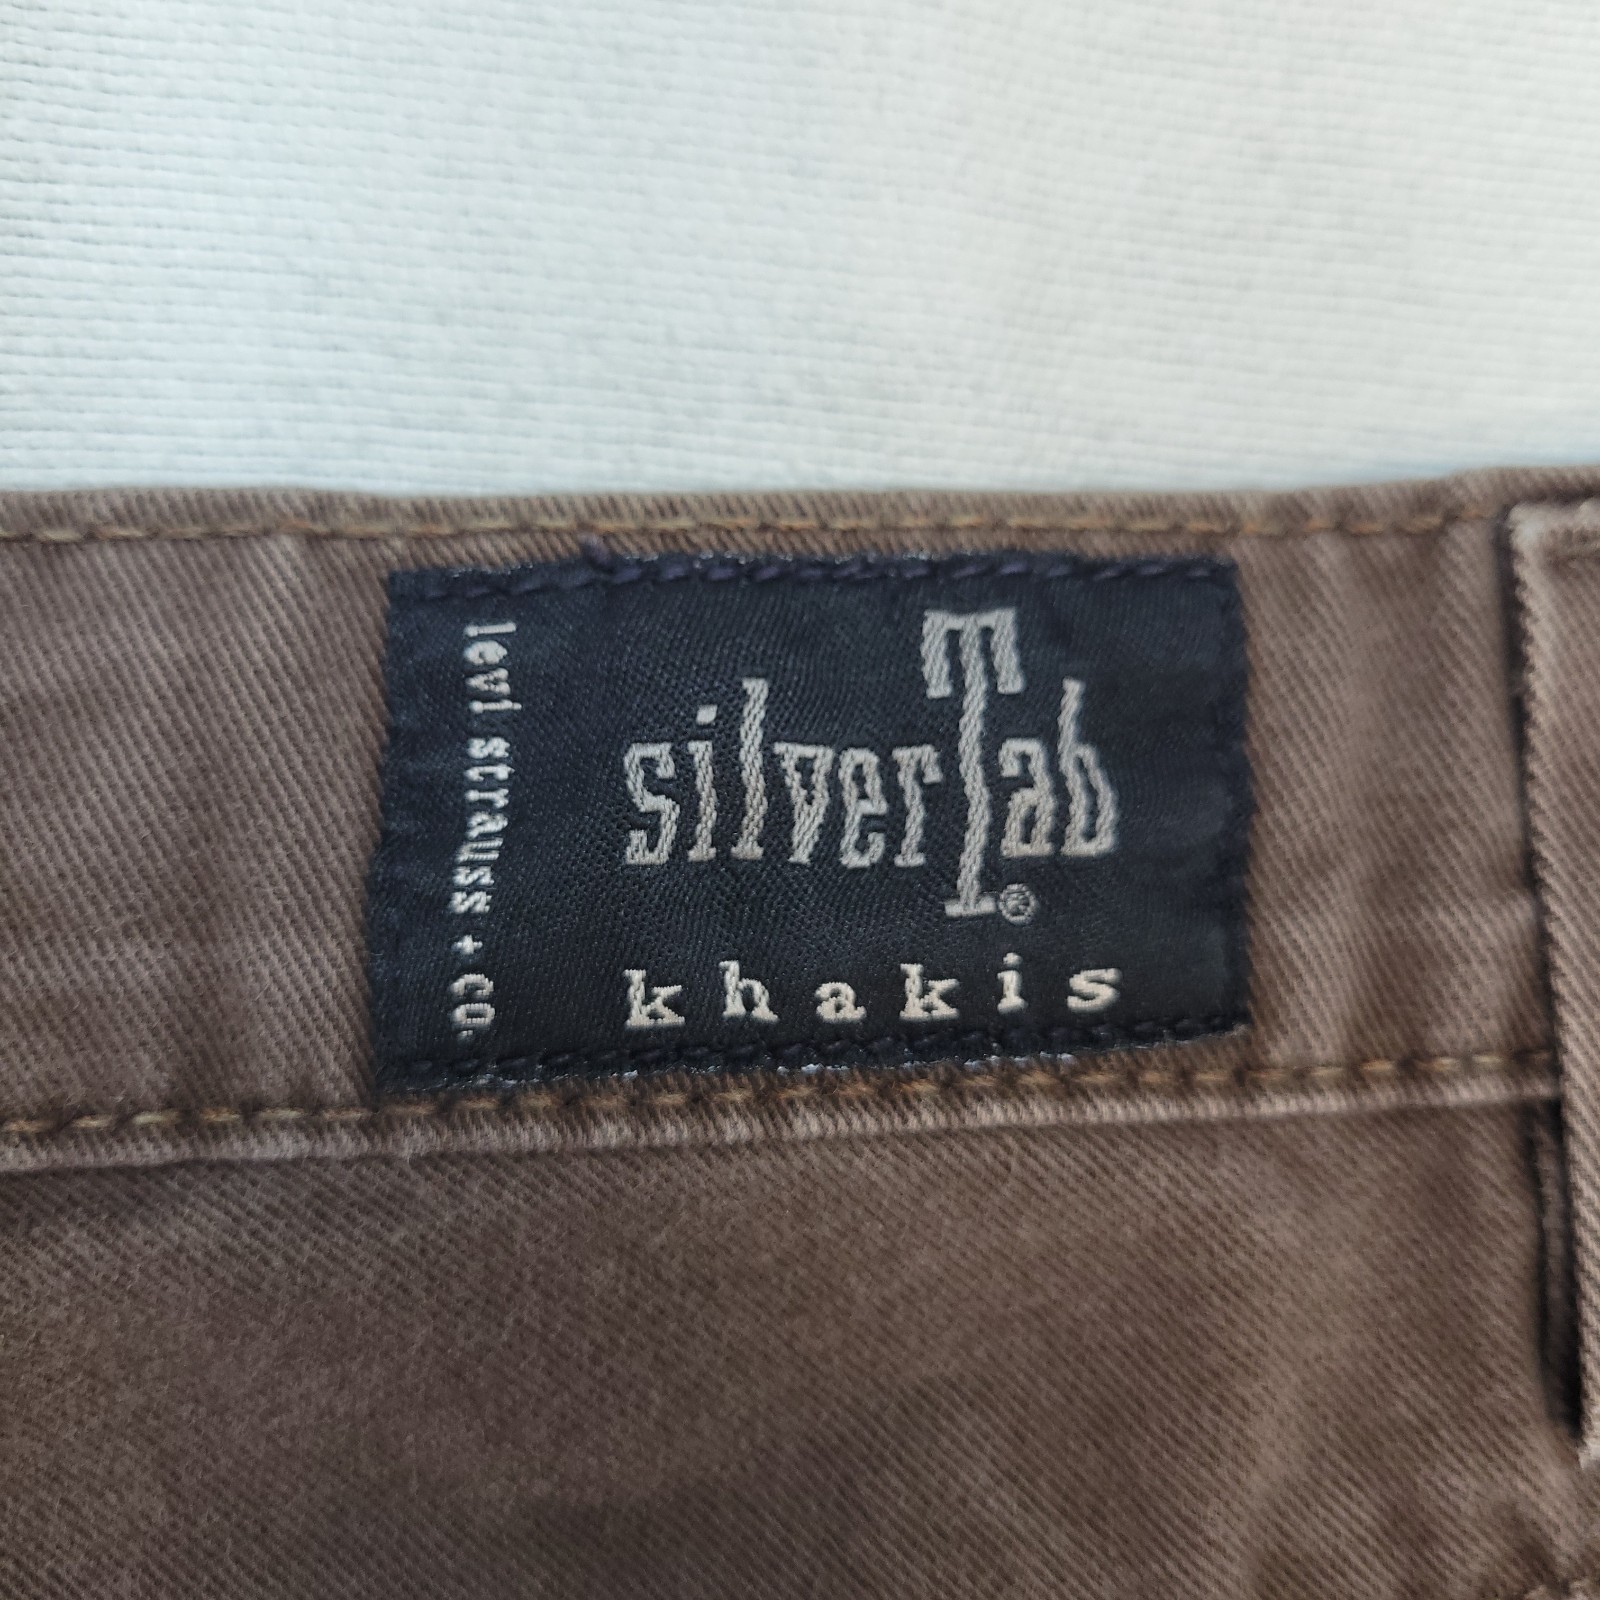 levi strauss + co.
silverTab®
khakis